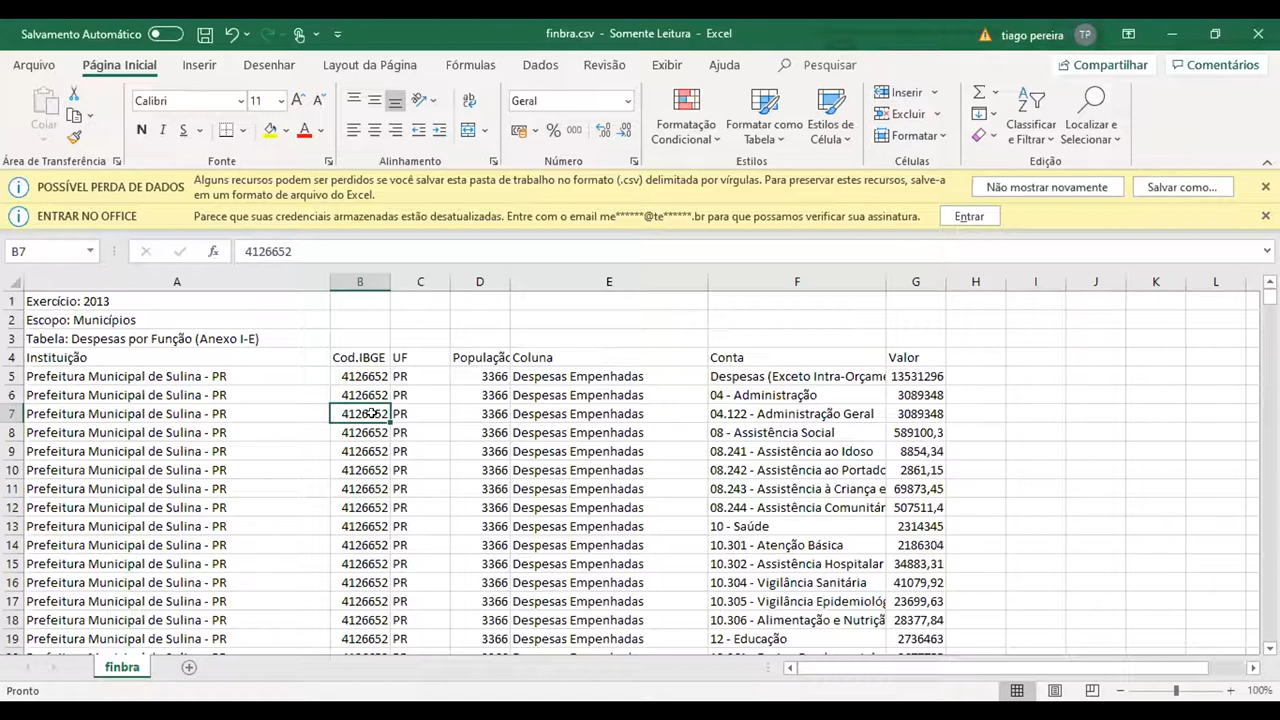 Salvamento Automático
finbra.csv - Somente Leitura - Excel
tiago pereira TP
Arquivo Página Inicial Inserir Desenhar Layout da Página Fórmulas Dados Revisão Exibir Ajuda Pesquisar Compartilhar Comentários
Colar
Calibri 11
N I S
Geral
% 000
Formatação Condicional
Formatar como Tabela
Estilos de Célula
Inserir
Excluir
Formatar
Classificar e Filtrar
Localizar e Selecionar
Área de Transferência Fonte Alinhamento Número Estilos Células Edição
POSSÍVEL PERDA DE DADOS Alguns recursos podem ser perdidos se você salvar esta pasta de trabalho no formato (.csv) delimitada por vírgulas. Para preservar estes recursos, salve-a em um formato de arquivo do Excel. Não mostrar novamente Salvar como...
ENTRAR NO OFFICE Parece que suas credenciais armazenadas estão desatualizadas. Entre com o email me******@te******.br para que possamos verificar sua assinatura. Entrar
B7 fx 4126652
A B C D E F G H I J K L
1 Exercício: 2013
2 Escopo: Municípios
3 Tabela: Despesas por Função (Anexo I-E)
4 Instituição Cod.IBGE UF População Coluna Conta Valor
5 Prefeitura Municipal de Sulina - PR 4126652 PR 3366 Despesas Empenhadas Despesas (Exceto Intra-Orçame 13531296
6 Prefeitura Municipal de Sulina - PR 4126652 PR 3366 Despesas Empenhadas 04 - Administração 3089348
7 Prefeitura Municipal de Sulina - PR 4126652 PR 3366 Despesas Empenhadas 04.122 - Administração Geral 3089348
8 Prefeitura Municipal de Sulina - PR 4126652 PR 3366 Despesas Empenhadas 08 - Assistência Social 589100,3
9 Prefeitura Municipal de Sulina - PR 4126652 PR 3366 Despesas Empenhadas 08.241 - Assistência ao Idoso 8854,34
10 Prefeitura Municipal de Sulina - PR 4126652 PR 3366 Despesas Empenhadas 08.242 - Assistência ao Portado 2861,15
11 Prefeitura Municipal de Sulina - PR 4126652 PR 3366 Despesas Empenhadas 08.243 - Assistência à Criança e 69873,45
12 Prefeitura Municipal de Sulina - PR 4126652 PR 3366 Despesas Empenhadas 08.244 - Assistência Comunitár 507511,4
13 Prefeitura Municipal de Sulina - PR 4126652 PR 3366 Despesas Empenhadas 10 - Saúde 2314345
14 Prefeitura Municipal de Sulina - PR 4126652 PR 3366 Despesas Empenhadas 10.301 - Atenção Básica 2186304
15 Prefeitura Municipal de Sulina - PR 4126652 PR 3366 Despesas Empenhadas 10.302 - Assistência Hospitalar 34883,31
16 Prefeitura Municipal de Sulina - PR 4126652 PR 3366 Despesas Empenhadas 10.304 - Vigilância Sanitária 41079,92
17 Prefeitura Municipal de Sulina - PR 4126652 PR 3366 Despesas Empenhadas 10.305 - Vigilância Epidemioló 23699,63
18 Prefeitura Municipal de Sulina - PR 4126652 PR 3366 Despesas Empenhadas 10.306 - Alimentação e Nutriçã 28377,84
19 Prefeitura Municipal de Sulina - PR 4126652 PR 3366 Despesas Empenhadas 12 - Educação 2736463
finbra
Pronto 100%